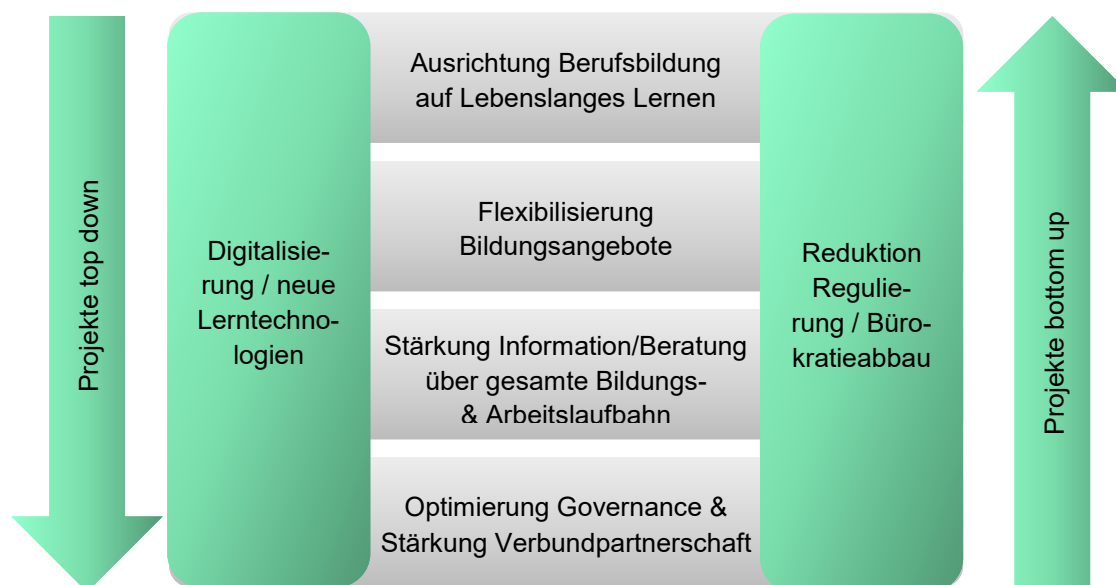 Projekte top down
Digitalisie-
rung / neue
Lerntechno-
logien
Ausrichtung Berufsbildung
auf Lebenslanges Lernen
Flexibilisierung
Bildungsangebote
Stärkung Information/Beratung
über gesamte Bildungs-
& Arbeitslaufbahn
Optimierung Governance &
Stärkung Verbundpartnerschaft
Reduktion
Regulie-
rung / Büro-
kratieabbau
Projekte bottom up